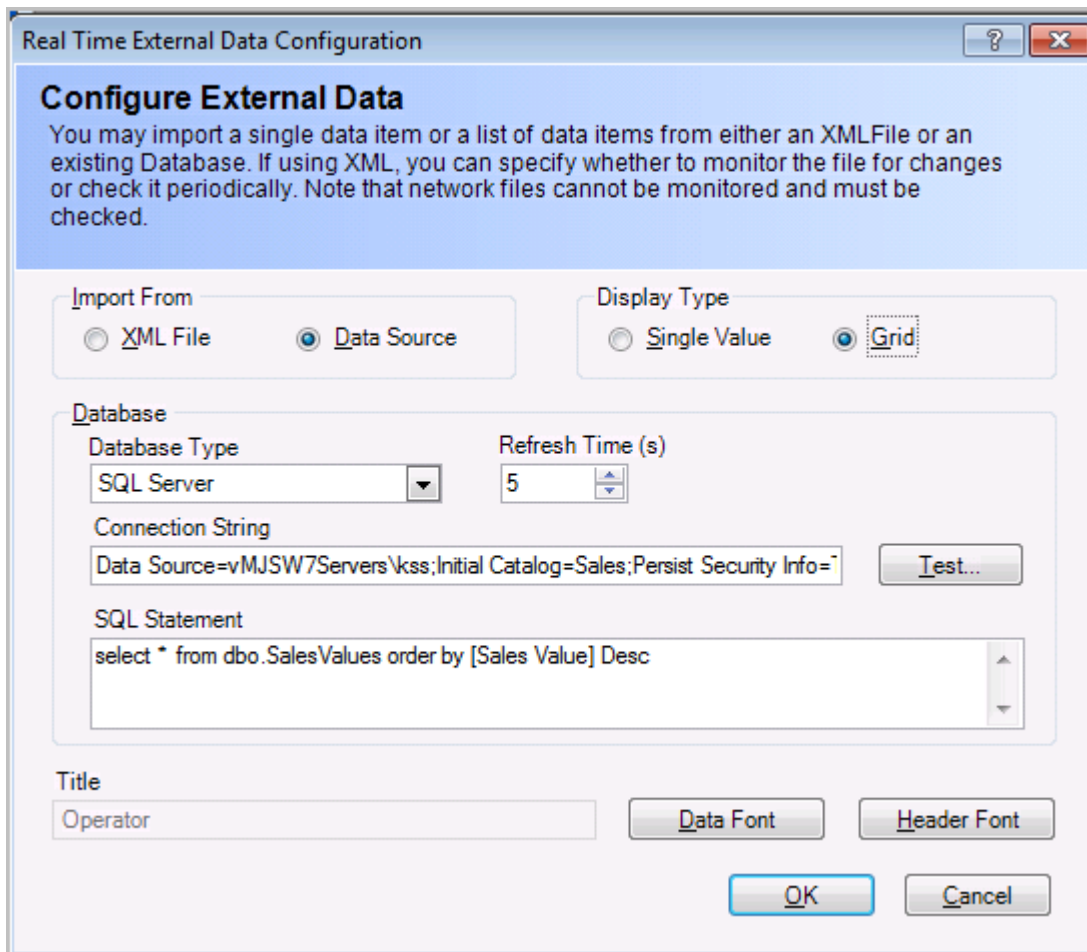 Real Time External Data Configuration
Configure External Data
You may import a single data item or a list of data items from either an XMLFile or an
existing Database. If using XML, you can specify whether to monitor the file for changes
or check it periodically. Note that network files cannot be monitored and must be
checked.
Import From
XML File
Data Source
Display Type
Single Value
Grid
Database
Database Type
Refresh Time (s)
SQL Server
5
Connection String
Data Source=vMJSW7Servers\kss;Initial Catalog=Sales;Persist Security Info=
Test...
SQL Statement
select * from dbo.SalesValues order by [Sales Value] Desc
Title
Operator
Data Font
Header Font
OK
Cancel